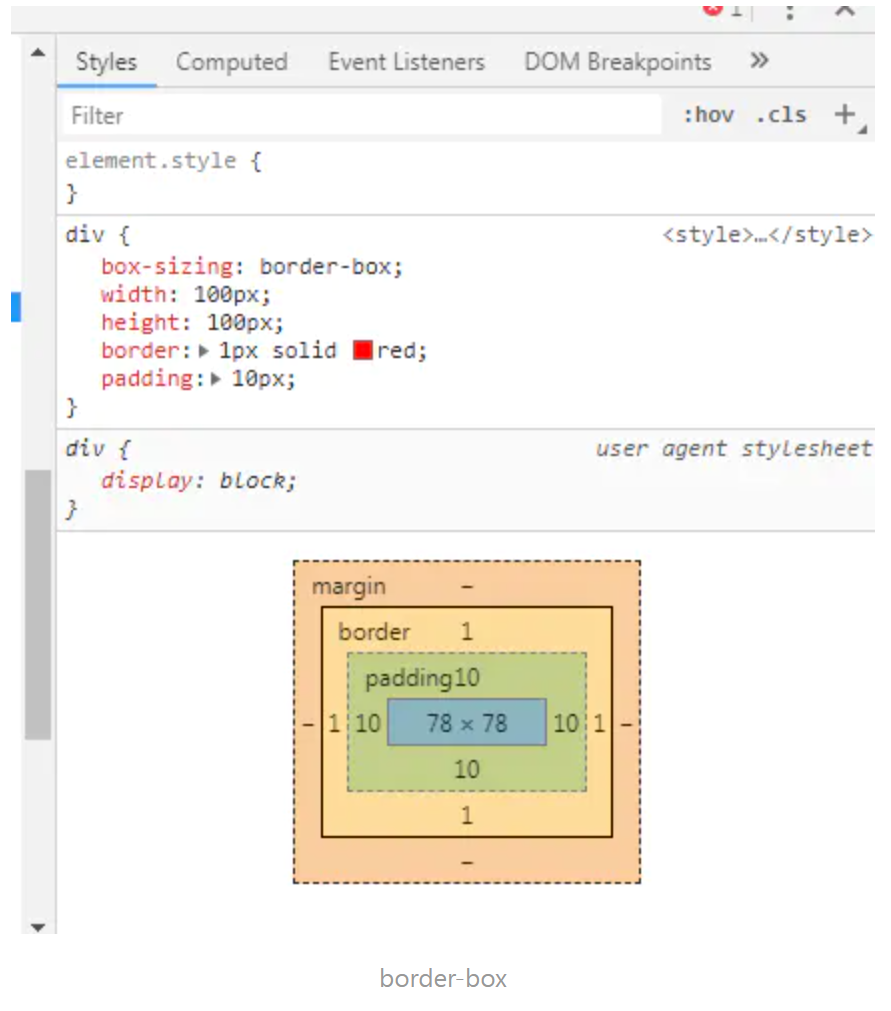 1
Styles Computed Event Listeners DOM Breakpoints »
Filter :hov .cls +
element.style {
}
div { <style>…</style>
box-sizing: border-box;
width: 100px;
height: 100px;
border: 1px solid red;
padding: 10px;
}
div { user agent stylesheet
display: block;
}
margin –
border 1
padding10
– 1 10 78 × 78 10 1 –
10
1
–
border-box